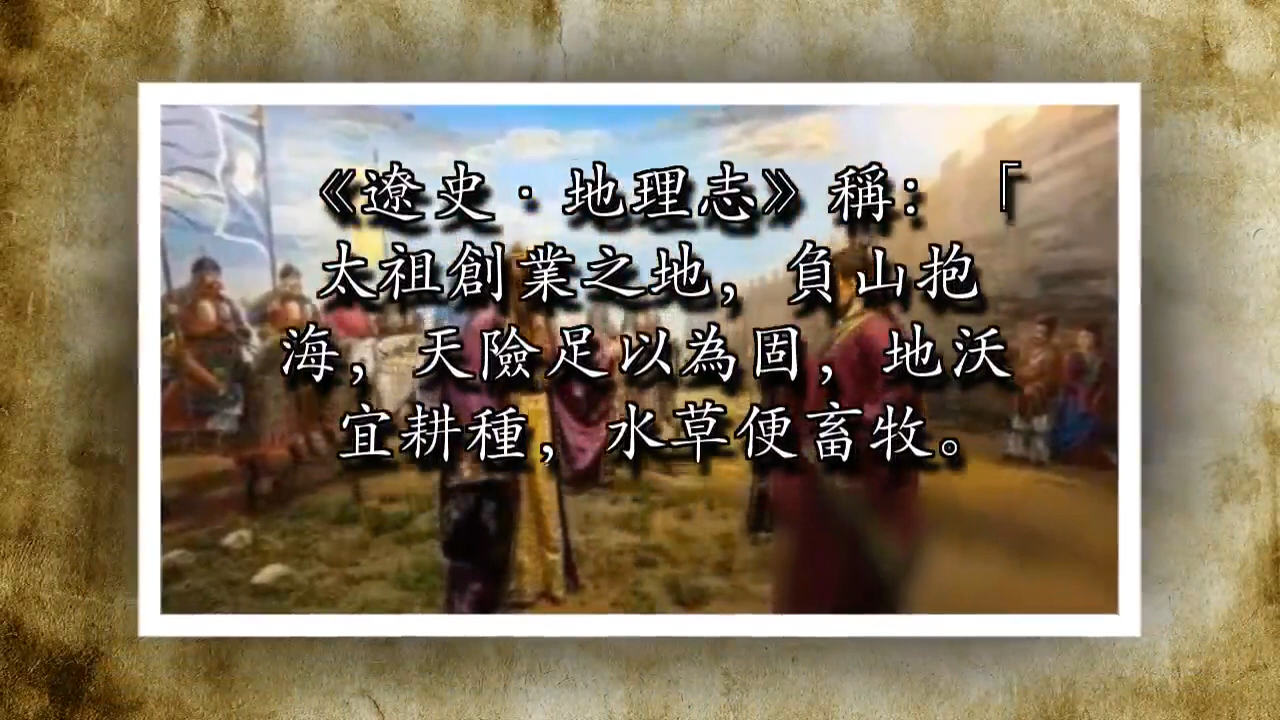 《遼史·地理志》稱：「
太祖創業之地，負山抱
海，天險足以為固，地沃
宜耕種，水草便畜牧。